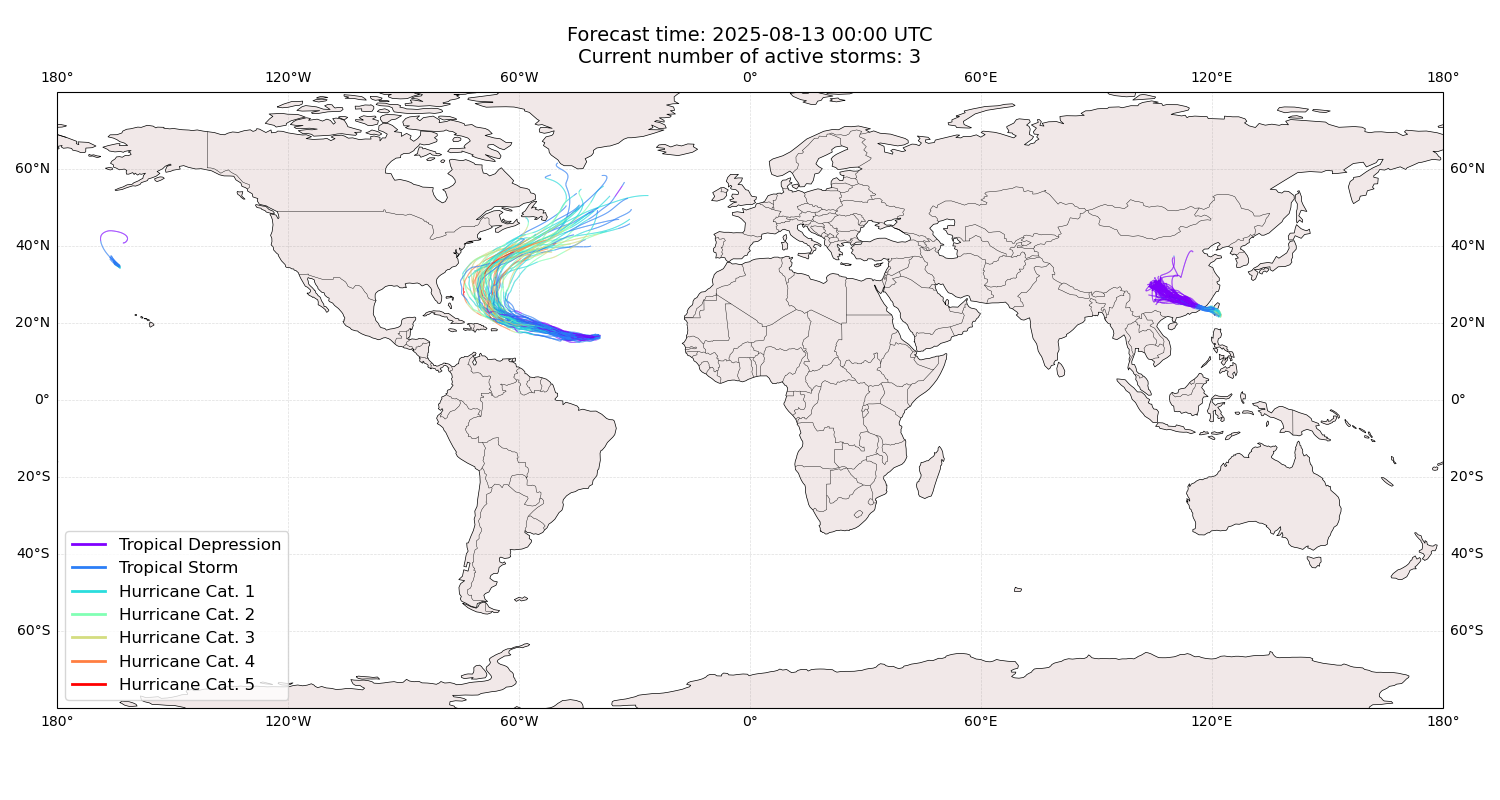 Forecast time: 2025-08-13 00:00 UTC
Current number of active storms: 3
180° 120°W 60°W 0° 60°E 120°E 180°
60°N 60°N
40°N 40°N
20°N 20°N
0° 0°
20°S 20°S
40°S 40°S
60°S 60°S
Tropical Depression
Tropical Storm
Hurricane Cat. 1
Hurricane Cat. 2
Hurricane Cat. 3
Hurricane Cat. 4
Hurricane Cat. 5
180° 120°W 60°W 0° 60°E 120°E 180°